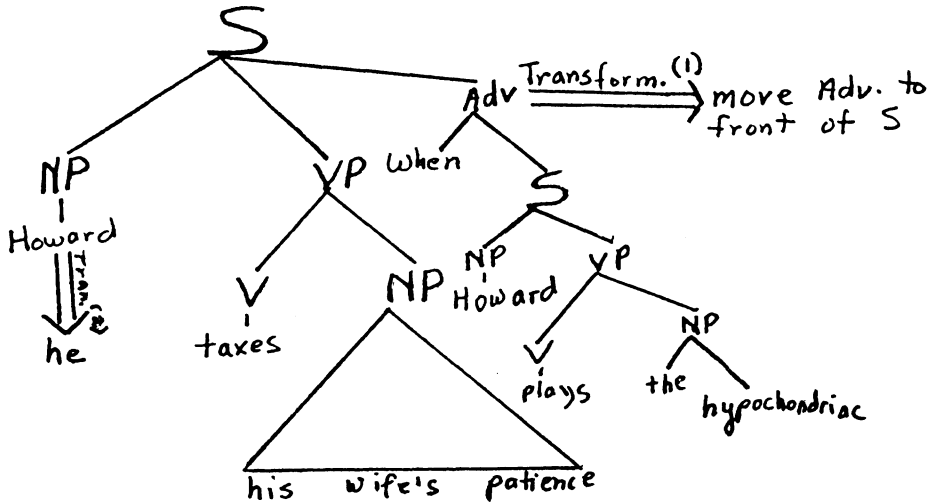 S
Transform. (1)
Adv
move Adv. to
front of S
NP
VP
When
S
Howard
NP
VP
Tran. (2)
V
NP
Howard
NP
he
taxes
V
plays
the
hypochondriac
his wife's patience